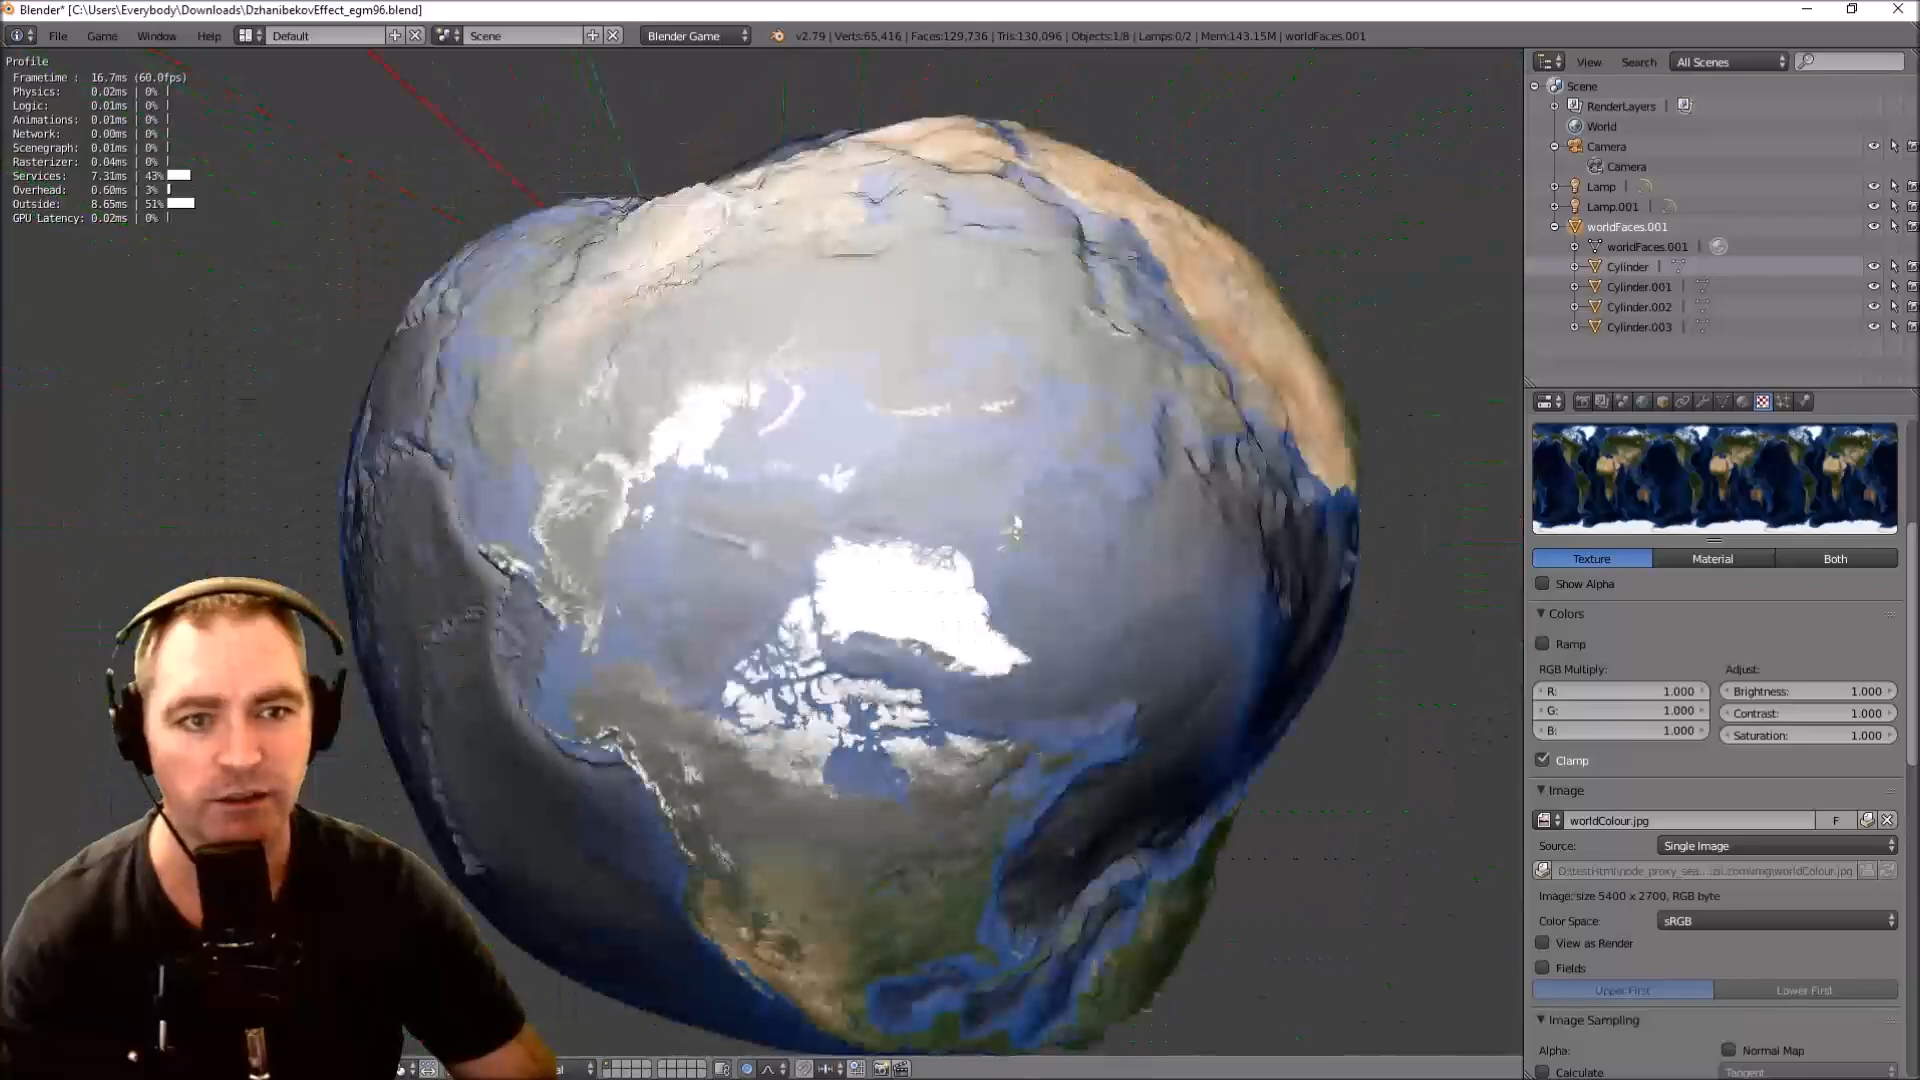 Blender* [C:\Users\Everybody\Downloads\DzhanibekovEffect_egm96.blend]
File Game Window Help Default Scene Blender Game v2.79 | Verts:65,416 | Faces:129,736 | Tris:130,096 | Objects:1/8 | Lamps:0/2 | Mem:143.15M | worldFaces.001
Profile
Frametime : 16.7ms (60.0fps)
Physics: 0.02ms | 0%
Logic: 0.01ms | 0%
Animations: 0.01ms | 0%
Network: 0.00ms | 0%
Scenegraph: 0.01ms | 0%
Rasterizer: 0.04ms | 0%
Services: 7.31ms | 43%
Overhead: 0.60ms | 3%
Outside: 8.65ms | 51%
GPU Latency: 0.02ms | 0%
View Search All Scenes
Scene
RenderLayers
World
Camera
Camera
Lamp
Lamp.001
worldFaces.001
worldFaces.001
Cylinder
Cylinder.001
Cylinder.002
Cylinder.003
Texture Material Both
Show Alpha
Colors
Ramp
RGB Multiply: Adjust:
R: 1.000 Brightness: 1.000
G: 1.000 Contrast: 1.000
B: 1.000 Saturation: 1.000
Clamp
Image
worldColour.jpg F
Source: Single Image
Image: size 5400 x 2700, RGB byte
Color Space: sRGB
View as Render
Fields
Upper First Lower First
Image Sampling
Alpha: Normal Map
Calculate Tangent